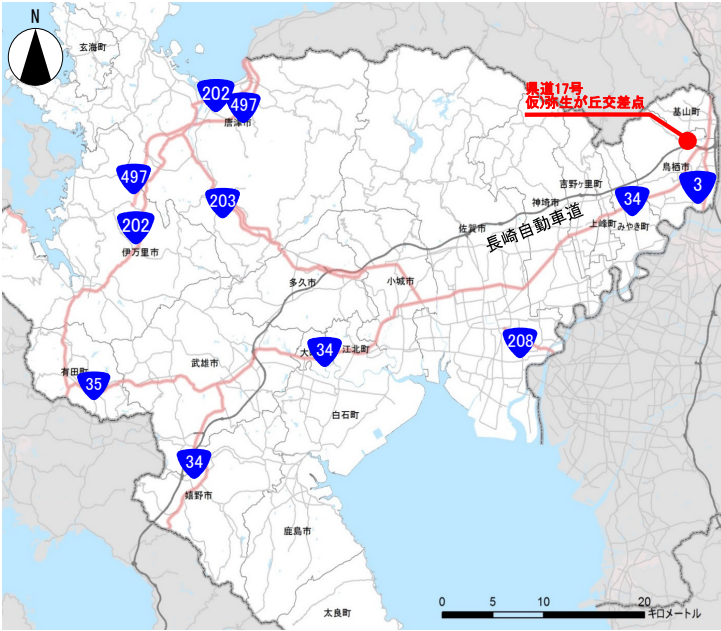 N
玄海町
202
497
唐津市
県道17号
仮)弥生が丘交差点
基山町
鳥栖市
3
497
203
吉野ヶ里町
神埼市
34
上峰町
みやき町
202
伊万里市
佐賀市
長崎自動車道
多久市
小城市
大
34
江北町
208
武雄市
有田町
35
白石町
34
嬉野市
鹿島市
太良町
0
5
10
20
キロメートル